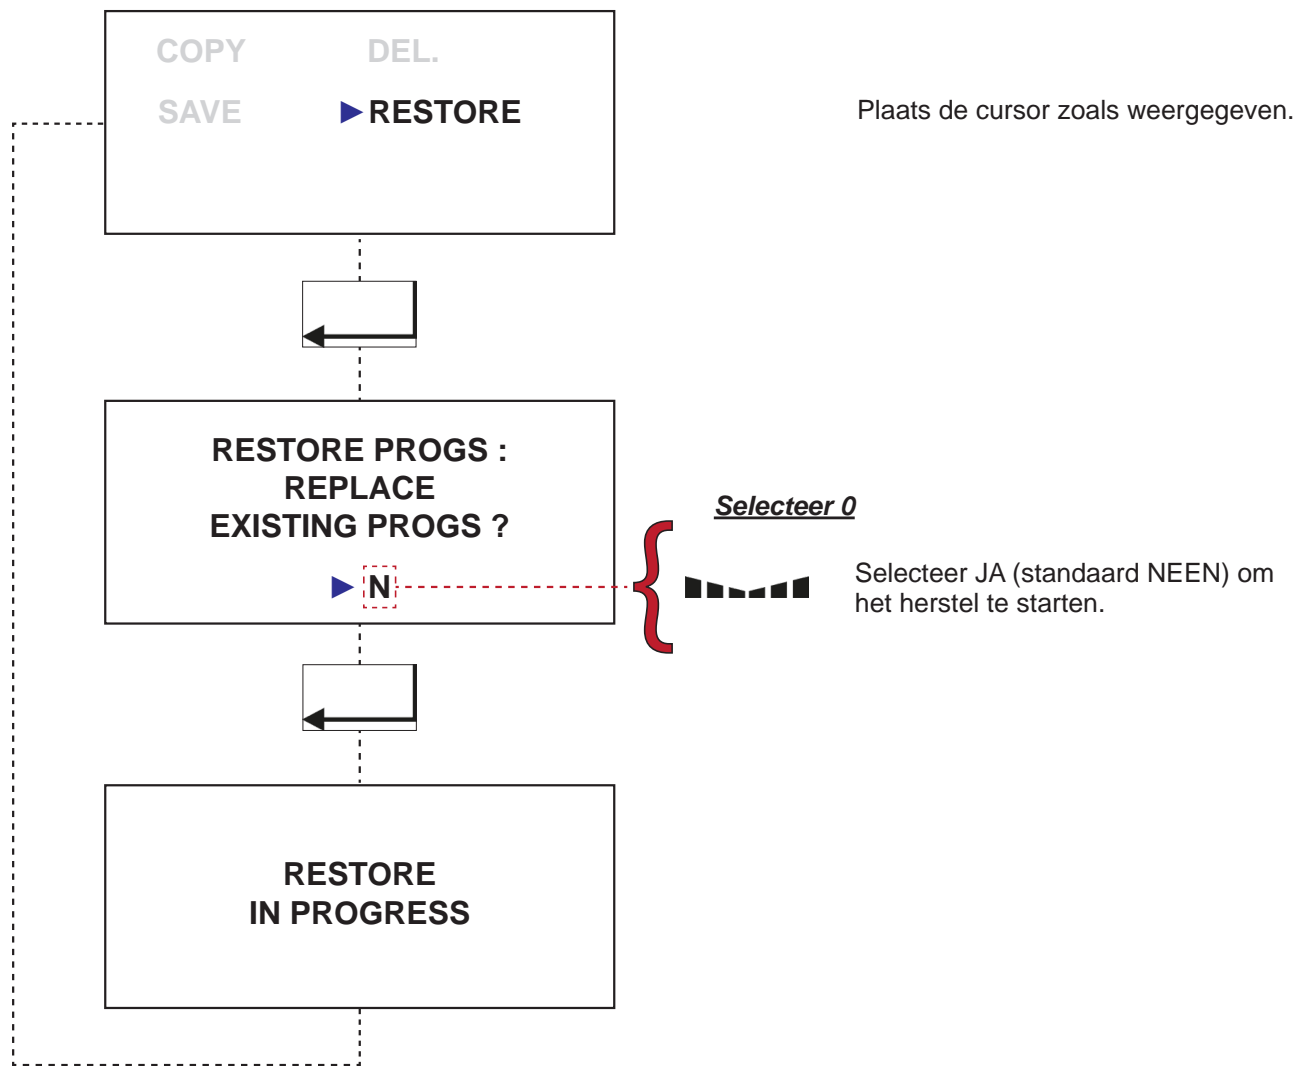 COPY DEL.
SAVE ►RESTORE
Plaats de cursor zoals weergegeven.
RESTORE PROGS :
REPLACE
EXISTING PROGS ?
► N
Selecteer 0
Selecteer JA (standaard NEEN) om
het herstel te starten.
RESTORE
IN PROGRESS